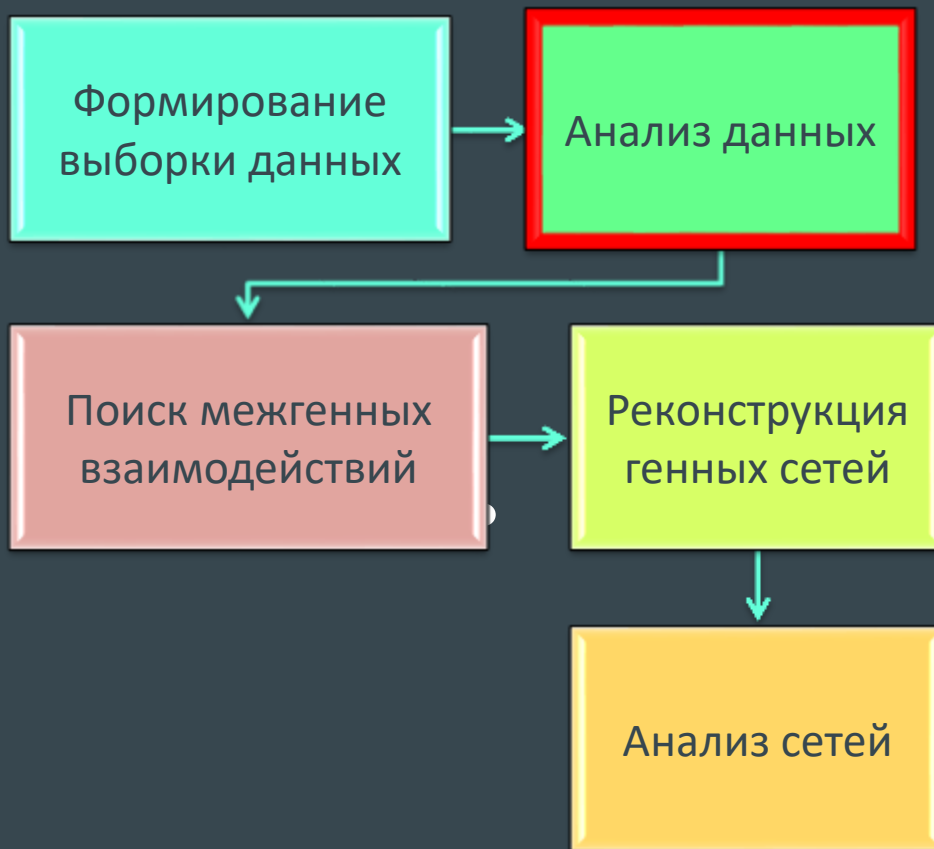 Формирование
выборки данных
Анализ данных
Поиск межгенных
взаимодействий
Реконструкция
генных сетей
Анализ сетей